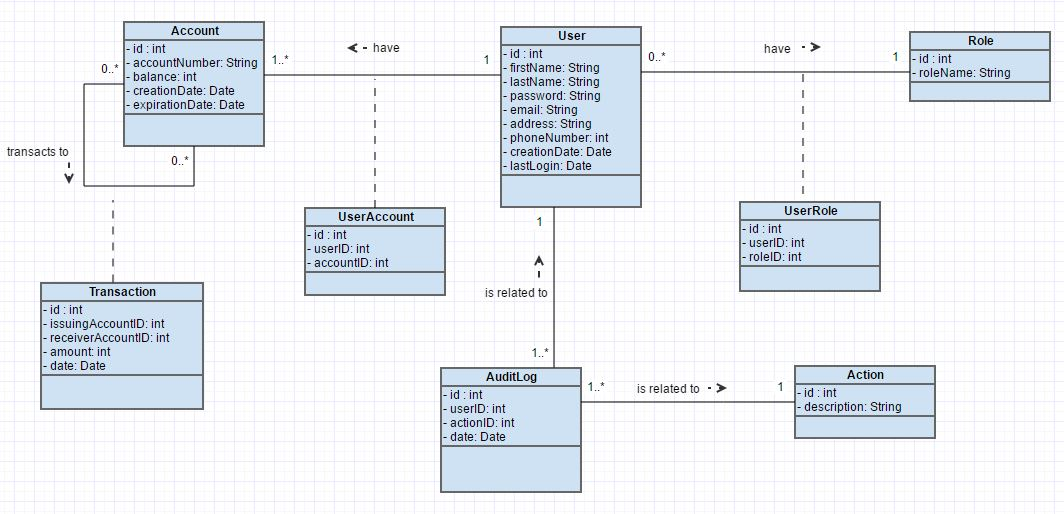 Account
- id : int
- accountNumber: String
- balance: int
- creationDate: Date
- expirationDate: Date
0..*
0..*
transacts to
1..*
have
1
User
- id : int
- firstName: String
- lastName: String
- password: String
- email: String
- address: String
- phoneNumber: int
- creationDate: Date
- lastLogin: Date
0..*
have
1
Role
- id : int
- roleName: String
UserAccount
- id : int
- userID: int
- accountID: int
UserRole
- id : int
- userID: int
- roleID: int
1
is related to
1..*
Transaction
- id : int
- issuingAccountID: int
- receiverAccountID: int
- amount: int
- date: Date
AuditLog
- id : int
- userID: int
- actionID: int
- date: Date
1..*
is related to
1
Action
- id : int
- description: String